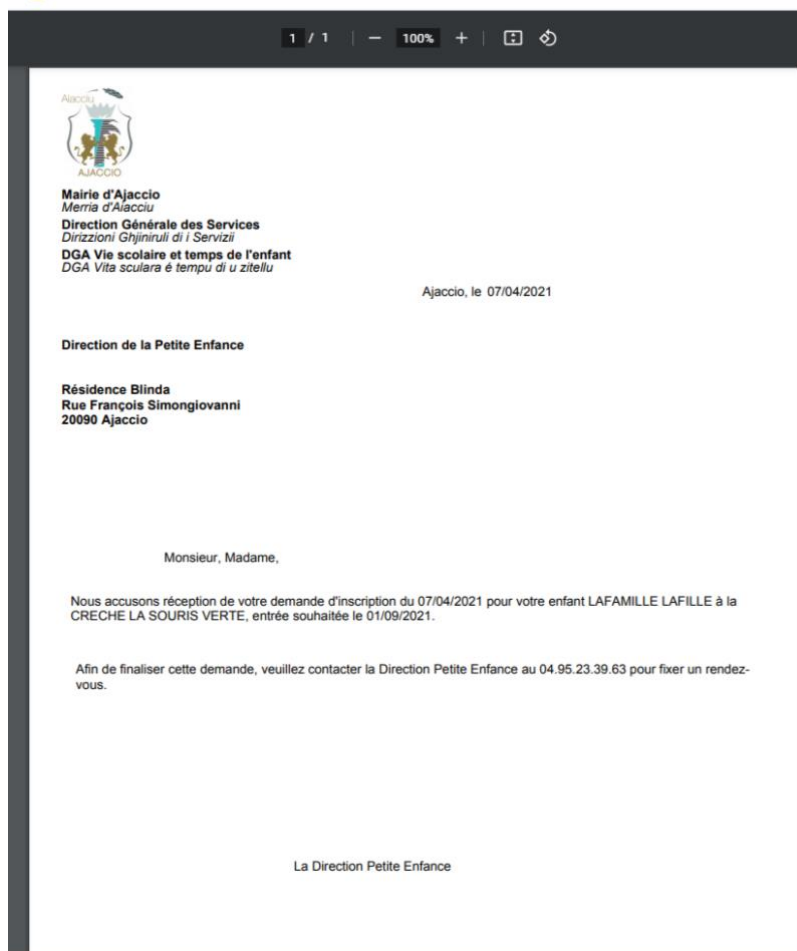 1 / 1
100%
Aiacciu
AJACCIO
Mairie d'Ajaccio
Merria d'Aiacciu
Direction Générale des Services
Dirizzioni Ghjiniruli di i Servizii
DGA Vie scolaire et temps de l'enfant
DGA Vita sculara é tempu di u zitellu
Ajaccio, le 07/04/2021
Direction de la Petite Enfance
Résidence Blinda
Rue François Simongiovanni
20090 Ajaccio
Monsieur, Madame,
Nous accusons réception de votre demande d'inscription du 07/04/2021 pour votre enfant LAFAMILLE LAFILLE à la
CRECHE LA SOURIS VERTE, entrée souhaitée le 01/09/2021.
Afin de finaliser cette demande, veuillez contacter la Direction Petite Enfance au 04.95.23.39.63 pour fixer un rendez-
vous.
La Direction Petite Enfance